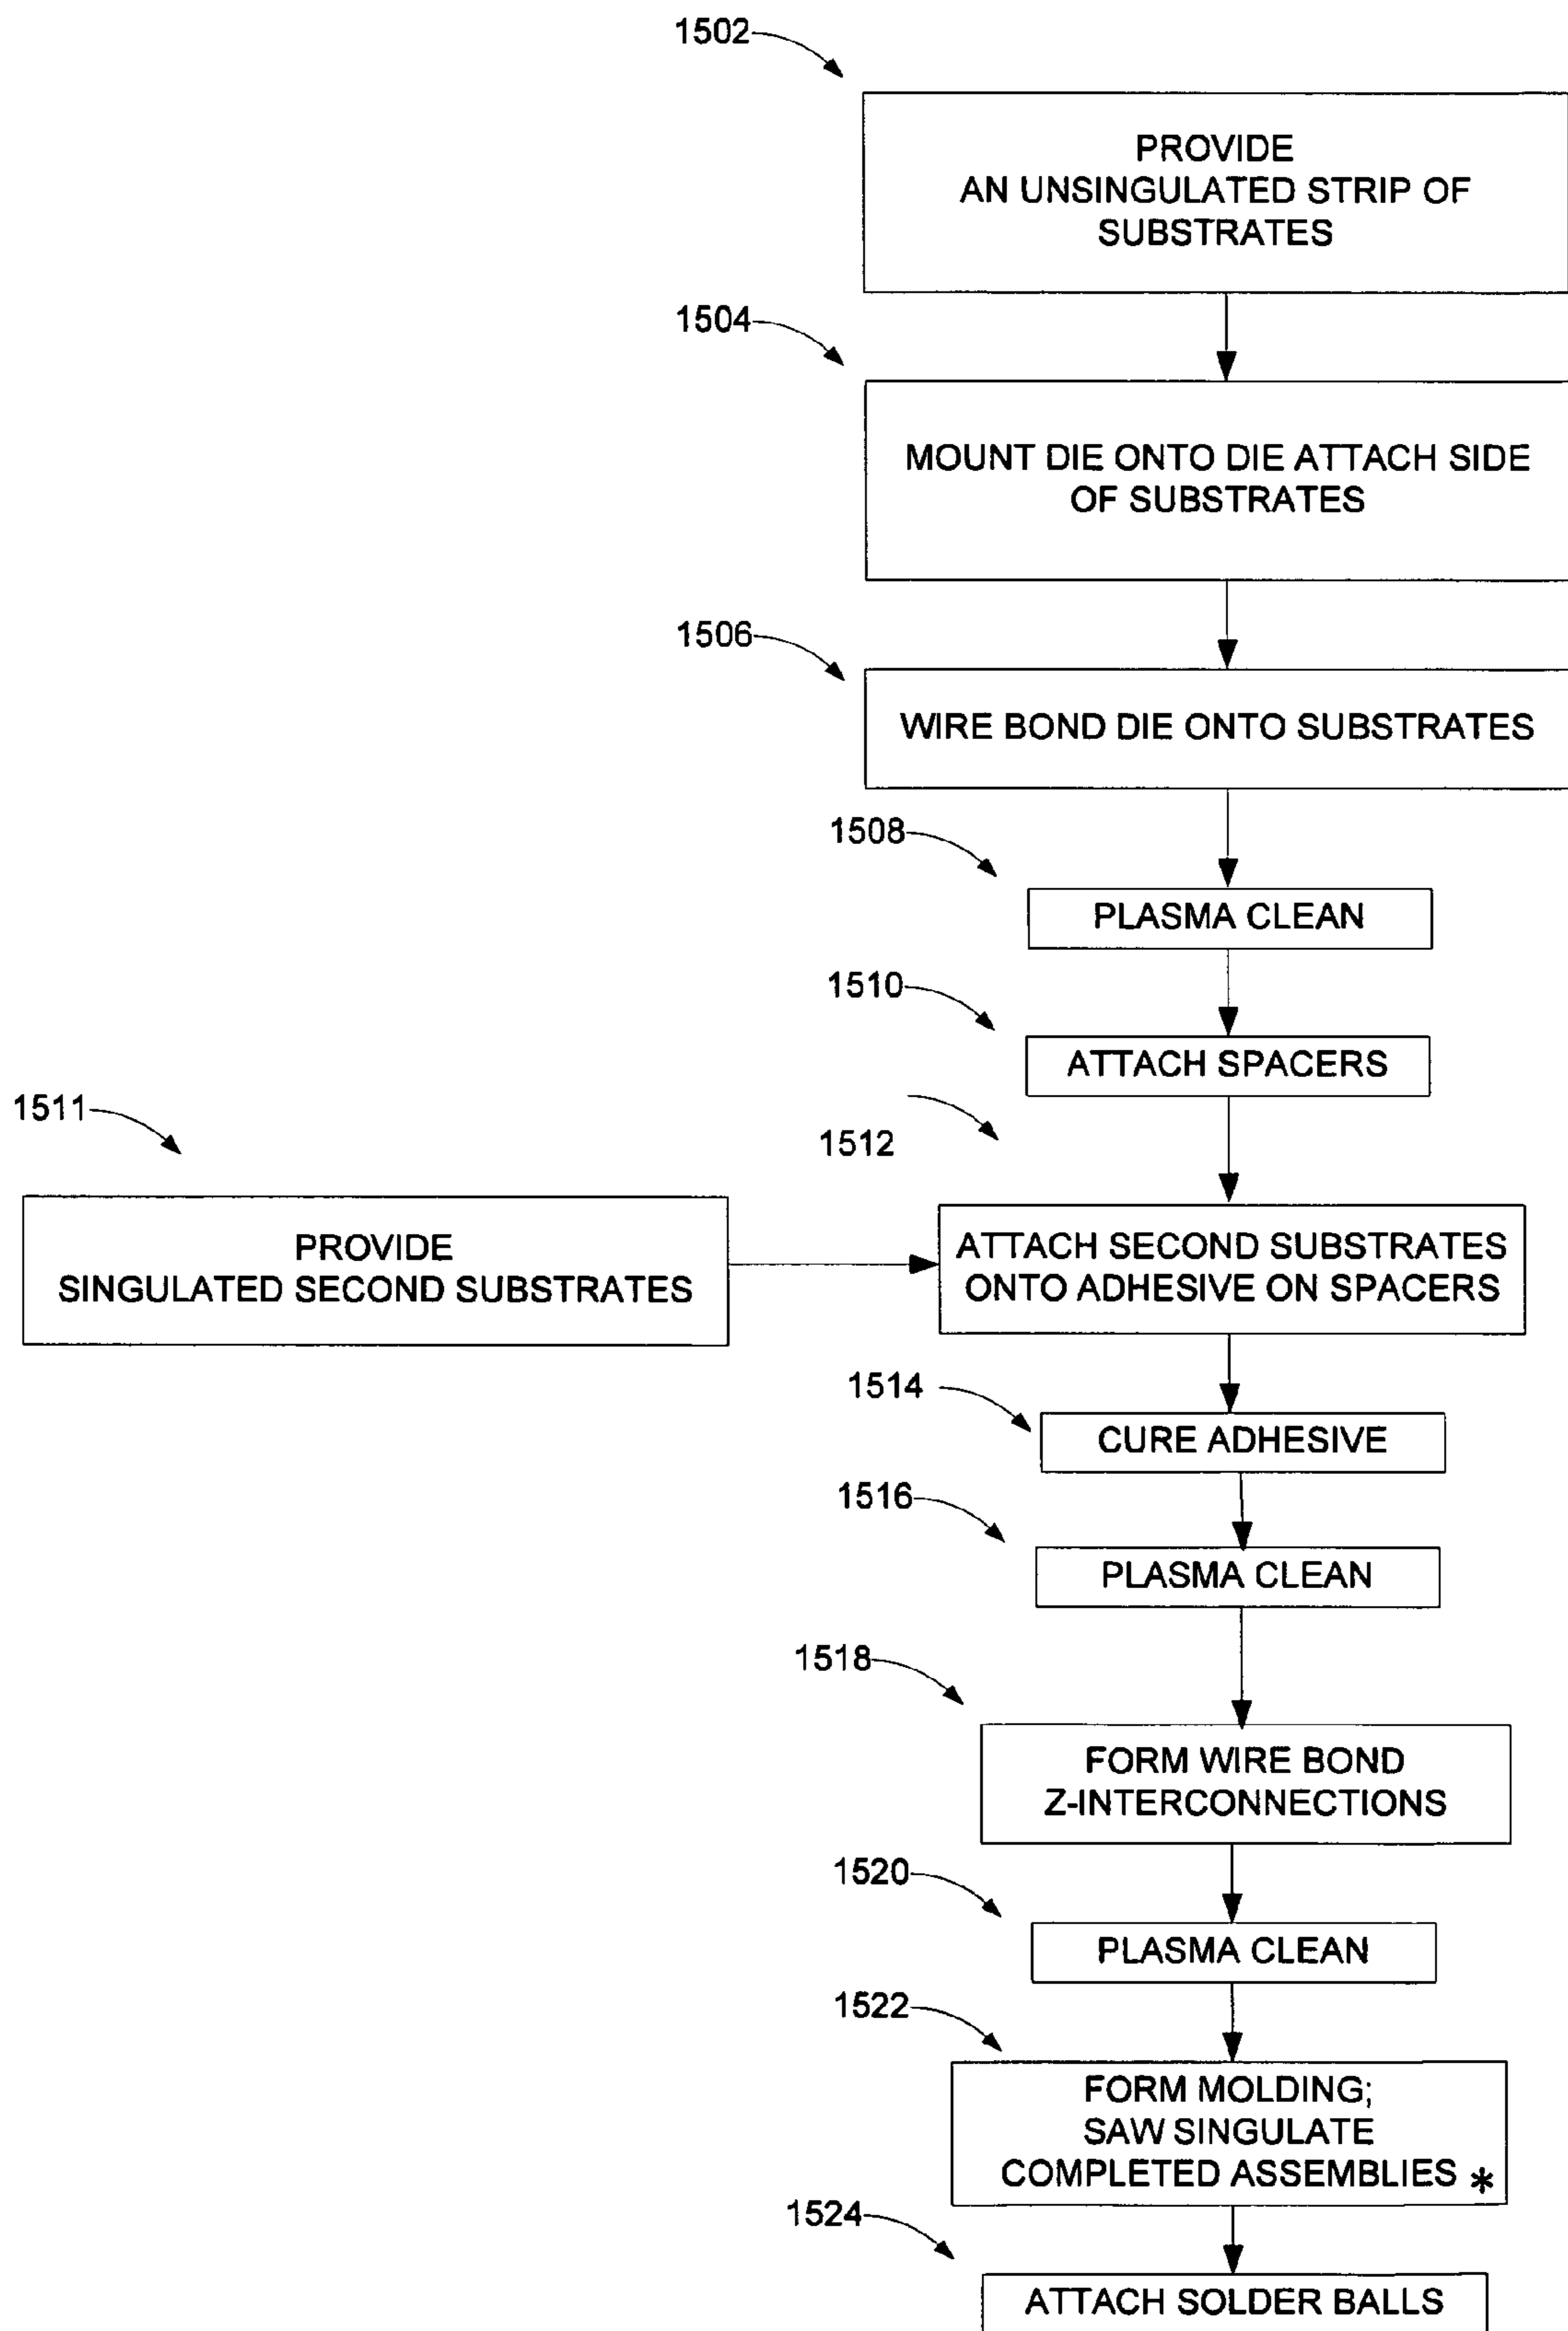 1502
PROVIDE
AN UNSINGULATED STRIP OF
SUBSTRATES
1504
MOUNT DIE ONTO DIE ATTACH SIDE
OF SUBSTRATES
1506
WIRE BOND DIE ONTO SUBSTRATES
1508
PLASMA CLEAN
1510
ATTACH SPACERS
1511
PROVIDE
SINGULATED SECOND SUBSTRATES
1512
ATTACH SECOND SUBSTRATES
ONTO ADHESIVE ON SPACERS
1514
CURE ADHESIVE
1516
PLASMA CLEAN
1518
FORM WIRE BOND
Z-INTERCONNECTIONS
1520
PLASMA CLEAN
1522
FORM MOLDING;
SAW SINGULATE
COMPLETED ASSEMBLIES *
1524
ATTACH SOLDER BALLS